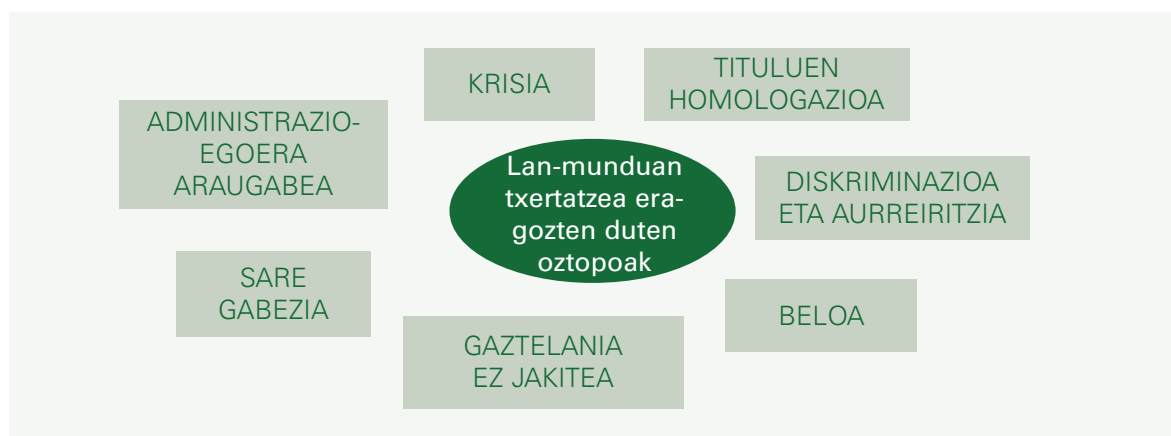 KRISIA
TITULUEN
HOMOLOGAZIOA
ADMINISTRAZIO-
EGOERA
ARAUGABEA
Lan-munduan
txertatzea era-
gozten duten
oztopoak
DISKRIMINAZIOA
ETA AURREIRITZIA
SARE
GABEZIA
BELOA
GAZTELANIA
EZ JAKITEA